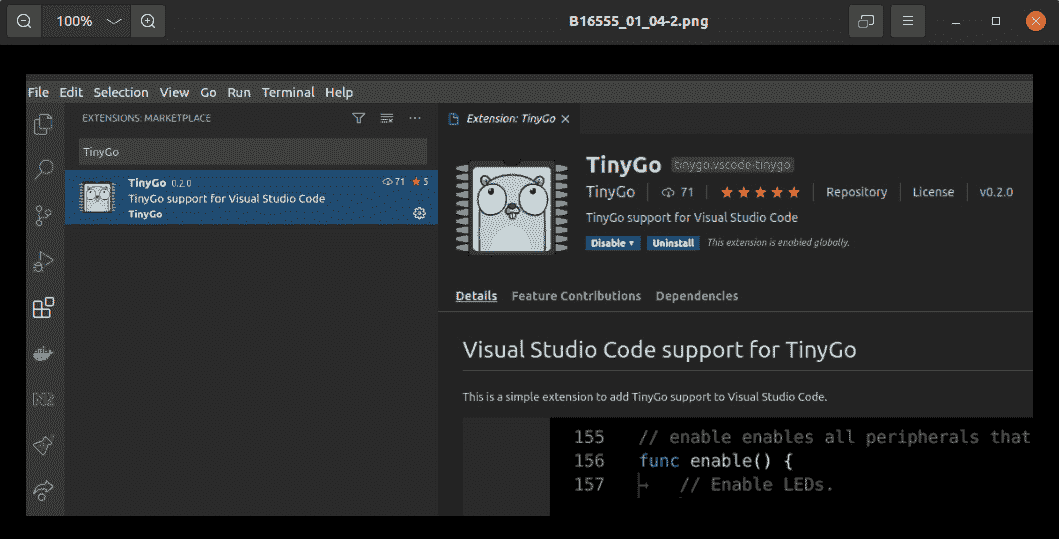 100%
B16555_01_04-2.png
File Edit Selection View Go Run Terminal Help
EXTENSIONS: MARKETPLACE
TinyGo
TinyGo 0.2.0 71 5
TinyGo support for Visual Studio Code
TinyGo
Extension: TinyGo
TinyGo tinygo.vscode-tinygo
TinyGo 71 Repository License v0.2.0
TinyGo support for Visual Studio Code
Disable Uninstall This extension is enabled globally.
Details Feature Contributions Dependencies
Visual Studio Code support for TinyGo
This is a simple extension to add TinyGo support to Visual Studio Code.
155 // enable enables all peripherals that
156 func enable() {
157 // Enable LEDs.